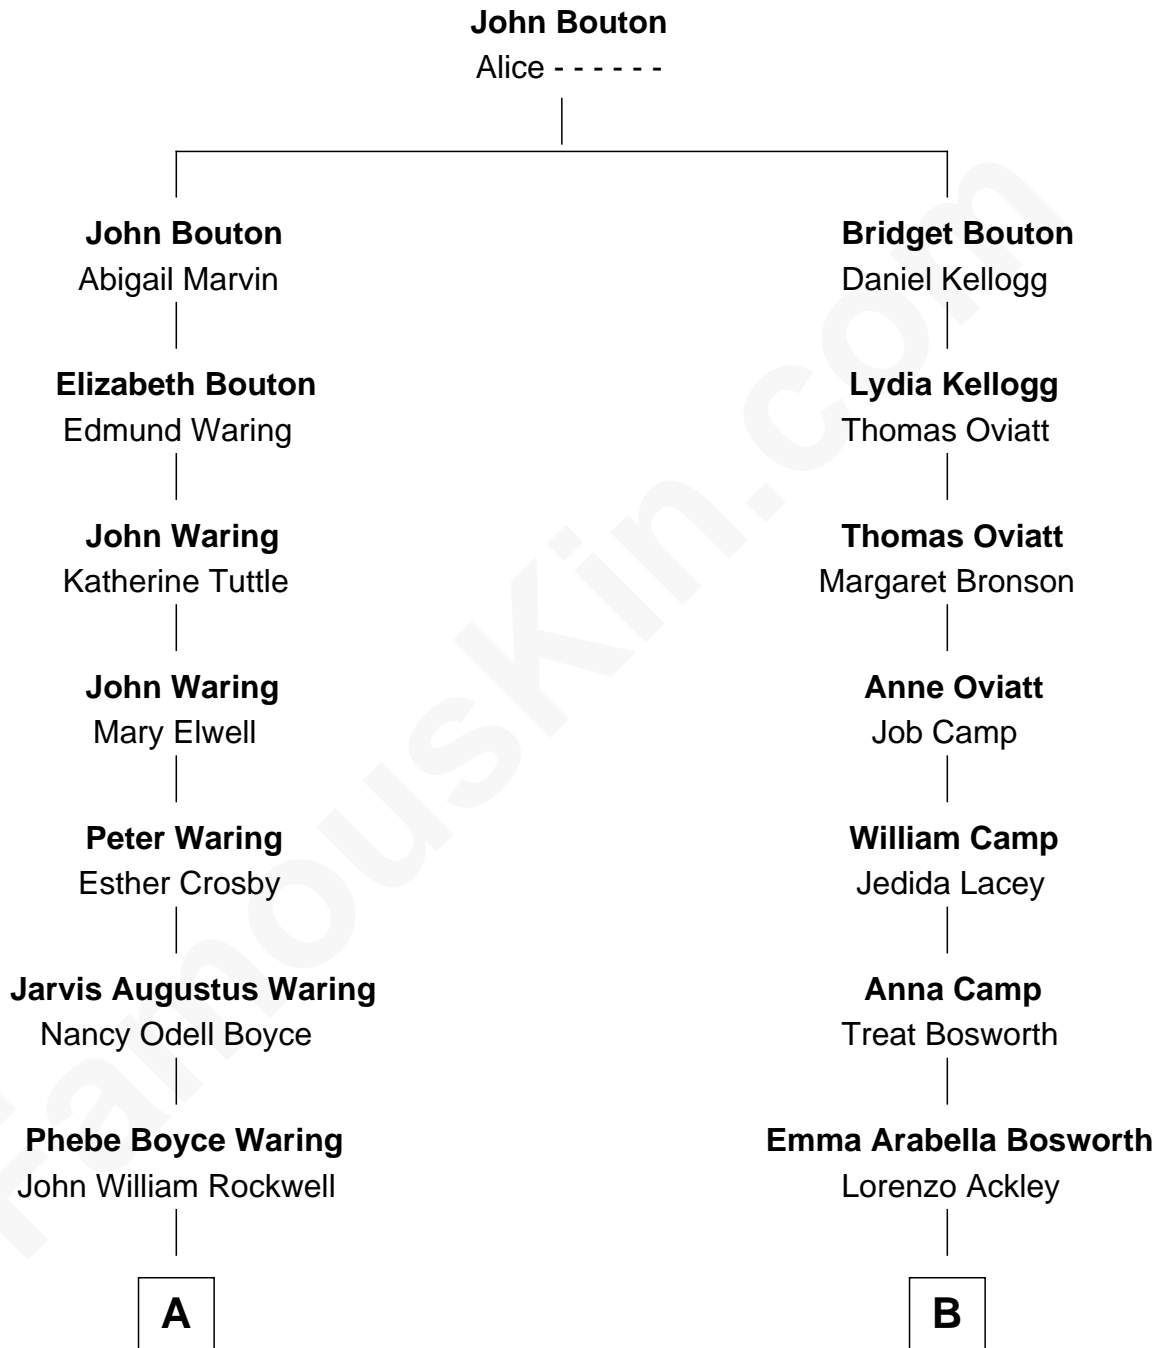 John Bouton
Alice - - - - - -
John Bouton
Abigail Marvin
Bridget Bouton
Daniel Kellogg
Elizabeth Bouton
Edmund Waring
Lydia Kellogg
Thomas Oviatt
John Waring
Katherine Tuttle
Thomas Oviatt
Margaret Bronson
John Waring
Mary Elwell
Anne Oviatt
Job Camp
Peter Waring
Esther Crosby
William Camp
Jedida Lacey
Jarvis Augustus Waring
Nancy Odell Boyce
Anna Camp
Treat Bosworth
Phebe Boyce Waring
John William Rockwell
Emma Arabella Bosworth
Lorenzo Ackley
A
B
FamousKin.com